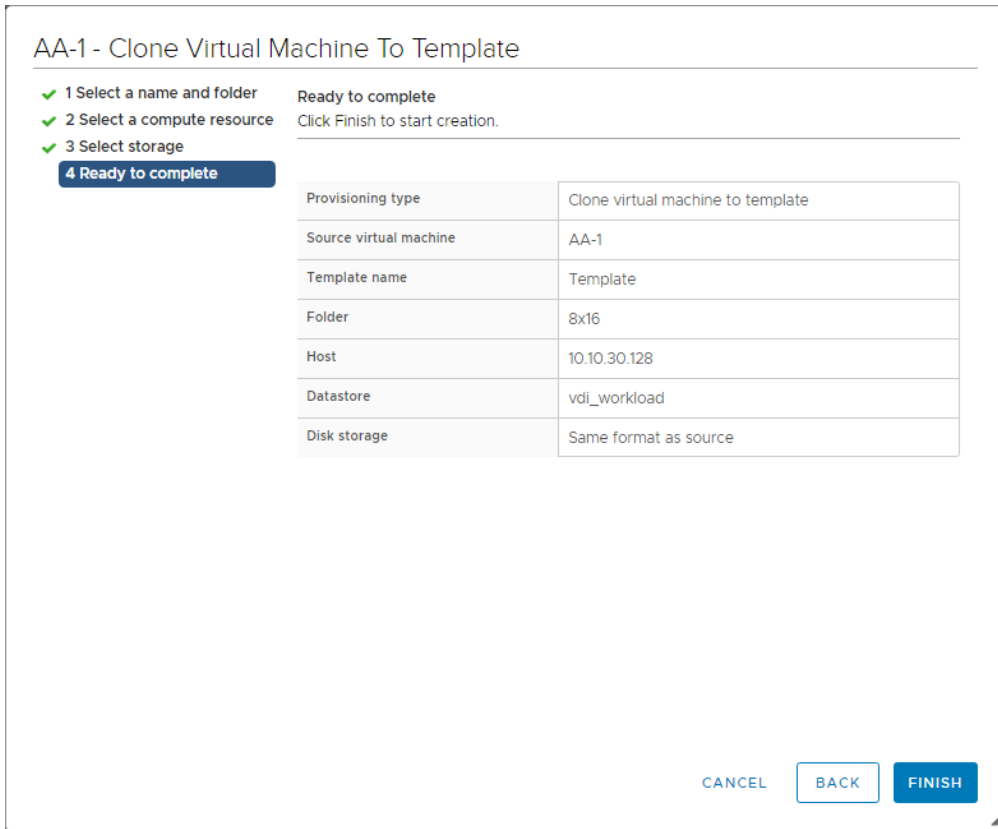 AA-1 - Clone Virtual Machine To Template
1 Select a name and folder
2 Select a compute resource
3 Select storage
4 Ready to complete
Ready to complete
Click Finish to start creation.
Provisioning type Clone virtual machine to template
Source virtual machine AA-1
Template name Template
Folder 8x16
Host 10.10.30.128
Datastore vdi_workload
Disk storage Same format as source
CANCEL BACK FINISH